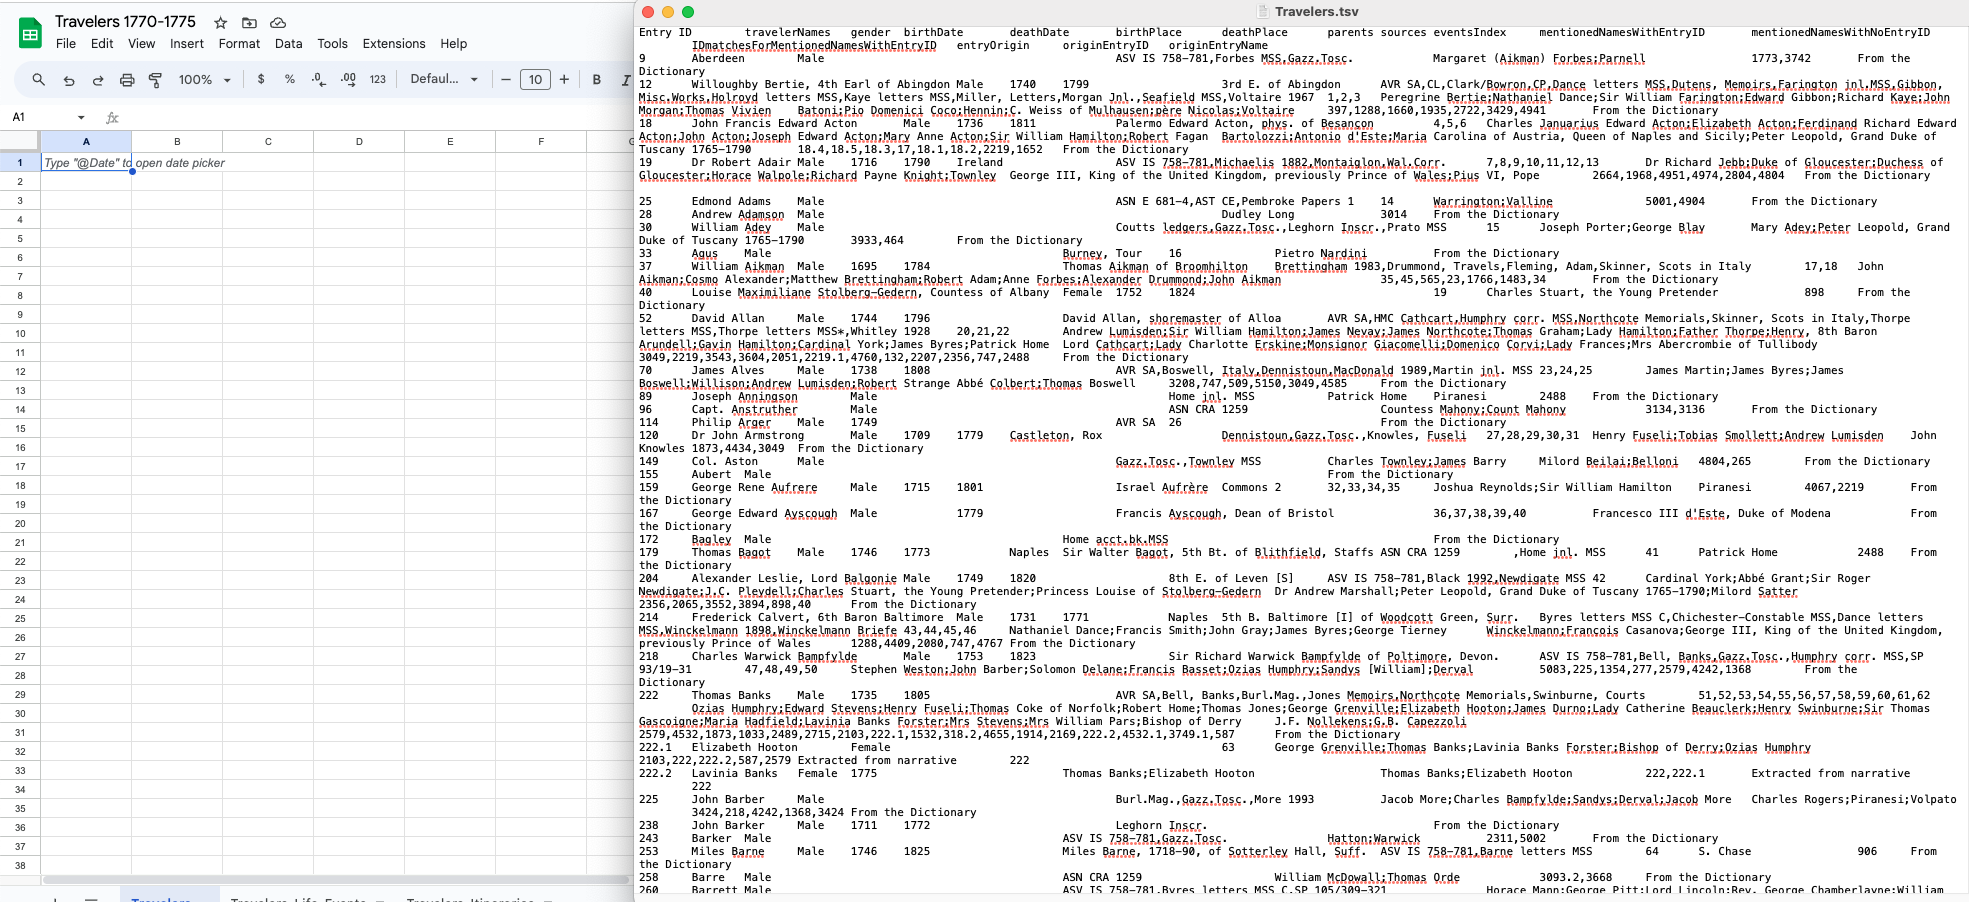 Travelers 1770-1775
File Edit View Insert Format Data Tools Extensions Help
100% $ % .0 .00 123 Defaul... − 10 + B I
A1 fx
A B C D E F
1 Type "@Date" to open date picker
2
3
4
5
6
7
8
9
10
11
12
13
14
15
16
17
18
19
20
21
22
23
24
25
26
27
28
29
30
31
32
33
34
35
36
37
38
Travelers Travelers_Life_Events Travelers_Itineraries
Travelers.tsv
Entry ID travelerNames gender birthDate deathDate birthPlace deathPlace parents sources eventsIndex mentionedNamesWithEntryID mentionedNamesWithNoEntryID
IDmatchesForMentionedNamesWithEntryID entryOrigin originEntryID originEntryName
9 Aberdeen Male ASV IS 758-781,Forbes MSS,Gazz.Tosc. Margaret (Aikman) Forbes;Parnell 1773,3742 From the
Dictionary
12 Willoughby Bertie, 4th Earl of Abingdon Male 1740 1799 3rd E. of Abingdon AVR SA,CL,Clark/Bowron,CP,Dance letters MSS,Dutens, Memoirs,Farington jnl.MSS,Gibbon,
Misc.Works,Holroyd letters MSS,Kaye letters MSS,Miller, Letters,Morgan Jnl.,Seafield MSS,Voltaire 1967 1,2,3 Peregrine Bertie;Nathaniel Dance;Sir William Farington;Edward Gibbon;Richard Kaye;John
Morgan;Thomas Vivien Batoni;Pio Domenici Coco;Hennin;C. Weiss of Mulhausen;père Nicolas;Voltaire 397,1288,1660,1935,2722,3429,4941 From the Dictionary
18 John Francis Edward Acton Male 1736 1811 Palermo Edward Acton, phys. of Besançon 4,5,6 Charles Januarius Edward Acton;Elizabeth Acton;Ferdinand Richard Edward
Acton;John Acton;Joseph Edward Acton;Mary Anne Acton;Sir William Hamilton;Robert Fagan Bartolozzi;Antonio d'Este;Maria Carolina of Austria, Queen of Naples and Sicily;Peter Leopold, Grand Duke of
Tuscany 1765-1790 18.4,18.5,18.3,17,18.1,18.2,2219,1652 From the Dictionary
19 Dr Robert Adair Male 1716 1790 Ireland ASV IS 758-781,Michaelis 1882,Montaiglon,Wal.Corr. 7,8,9,10,11,12,13 Dr Richard Jebb;Duke of Gloucester;Duchess of
Gloucester;Horace Walpole;Richard Payne Knight;Townley George III, King of the United Kingdom, previously Prince of Wales;Pius VI, Pope 2664,1968,4951,4974,2804,4804 From the Dictionary
25 Edmond Adams Male ASN E 681-4,AST CE,Pembroke Papers 1 14 Warrington;Valline 5001,4904 From the Dictionary
28 Andrew Adamson Male Dudley Long 3014 From the Dictionary
30 William Adey Male Coutts ledgers,Gazz.Tosc.,Leghorn Inscr.,Prato MSS 15 Joseph Porter;George Blay Mary Adey;Peter Leopold, Grand
Duke of Tuscany 1765-1790 3933,464 From the Dictionary
33 Agus Male Burney, Tour 16 Pietro Nardini From the Dictionary
37 William Aikman Male 1695 1784 Thomas Aikman of Broomhilton Brettingham 1983,Drummond, Travels,Fleming, Adam,Skinner, Scots in Italy 17,18 John
Aikman;Cosmo Alexander;Matthew Brettingham;Robert Adam;Anne Forbes;Alexander Drummond;John Aikman 35,45,565,23,1766,1483,34 From the Dictionary
40 Louise Maximiliane Stolberg-Gedern, Countess of Albany Female 1752 1824 19 Charles Stuart, the Young Pretender 898 From the
Dictionary
52 David Allan Male 1744 1796 David Allan, shoremaster of Alloa AVR SA,HMC Cathcart,Humphry corr. MSS,Northcote Memorials,Skinner, Scots in Italy,Thorpe
letters MSS,Thorpe letters MSS*,Whitley 1928 20,21,22 Andrew Lumisden;Sir William Hamilton;James Nevay;James Northcote;Thomas Graham;Lady Hamilton;Father Thorpe;Henry, 8th Baron
Arundell;Gavin Hamilton;Cardinal York;James Byres;Patrick Home Lord Cathcart;Lady Charlotte Erskine;Monsignor Giacomelli;Domenico Corvi;Lady Frances;Mrs Abercrombie of Tullibody
3049,2219,3543,3604,2051,2219.1,4760,132,2207,2356,747,2488 From the Dictionary
70 James Alves Male 1738 1808 AVR SA,Boswell, Italy,Dennistoun,MacDonald 1989,Martin jnl. MSS 23,24,25 James Martin;James Byres;James
Boswell;Willison;Andrew Lumisden;Robert Strange Abbé Colbert;Thomas Boswell 3208,747,509,5150,3049,4585 From the Dictionary
89 Joseph Anningson Male Home jnl. MSS Patrick Home Piranesi 2488 From the Dictionary
96 Capt. Anstruther Male ASN CRA 1259 Countess Mahony;Count Mahony 3134,3136 From the Dictionary
114 Philip Arger Male 1749 AVR SA 26 From the Dictionary
120 Dr John Armstrong Male 1709 1779 Castleton, Rox Dennistoun,Gazz.Tosc.,Knowles, Fuseli 27,28,29,30,31 Henry Fuseli;Tobias Smollett;Andrew Lumisden John
Knowles 1873,4434,3049 From the Dictionary
149 Col. Aston Male Gazz.Tosc.,Townley MSS Charles Townley;James Barry Milord Beilai;Belloni 4804,265 From the Dictionary
155 Aubert Male From the Dictionary
159 George Rene Aufrere Male 1715 1801 Israel Aufrère Commons 2 32,33,34,35 Joshua Reynolds;Sir William Hamilton Piranesi 4067,2219 From
the Dictionary
167 George Edward Ayscough Male 1779 Francis Ayscough, Dean of Bristol 36,37,38,39,40 Francesco III d'Este, Duke of Modena From
the Dictionary
172 Bagley Male Home acct.bk.MSS From the Dictionary
179 Thomas Bagot Male 1746 1773 Naples Sir Walter Bagot, 5th Bt. of Blithfield, Staffs ASN CRA 1259 ,Home jnl. MSS 41 Patrick Home 2488 From
the Dictionary
204 Alexander Leslie, Lord Balgonie Male 1749 1820 8th E. of Leven [S] ASV IS 758-781,Black 1992,Newdigate MSS 42 Cardinal York;Abbé Grant;Sir Roger
Newdigate;J.C. Pleydell;Charles Stuart, the Young Pretender;Princess Louise of Stolberg-Gedern Dr Andrew Marshall;Peter Leopold, Grand Duke of Tuscany 1765-1790;Milord Satter
2356,2065,3552,3894,898,40 From the Dictionary
214 Frederick Calvert, 6th Baron Baltimore Male 1731 1771 Naples 5th B. Baltimore [I] of Woodcott Green, Surr. Byres letters MSS C,Chichester-Constable MSS,Dance letters
MSS,Winckelmann 1898,Winckelmann Briefe 43,44,45,46 Nathaniel Dance;Francis Smith;John Gray;James Byres;George Tierney Winckelmann;Francois Casanova;George III, King of the United Kingdom,
previously Prince of Wales 1288,4409,2080,747,4767 From the Dictionary
218 Charles Warwick Bampfylde Male 1753 1823 Sir Richard Warwick Bampfylde of Poltimore, Devon. ASV IS 758-781,Bell, Banks,Gazz.Tosc.,Humphry corr. MSS,SP
93/19-31 47,48,49,50 Stephen Weston;John Barber;Solomon Delane;Francis Basset;Ozias Humphry;Sandys [William];Derval 5083,225,1354,277,2579,4242,1368 From the
Dictionary
222 Thomas Banks Male 1735 1805 AVR SA,Bell, Banks,Burl.Mag.,Jones Memoirs,Northcote Memorials,Swinburne, Courts 51,52,53,54,55,56,57,58,59,60,61,62
Ozias Humphry;Edward Stevens;Henry Fuseli;Thomas Coke of Norfolk;Robert Home;Thomas Jones;George Grenville;Elizabeth Hooton;James Durno;Lady Catherine Beauclerk;Henry Swinburne;Sir Thomas
Gascoigne;Maria Hadfield;Lavinia Banks Forster;Mrs Stevens;Mrs William Pars;Bishop of Derry J.F. Nollekens;G.B. Capezzoli
2579,4532,1873,1033,2489,2715,2103,222.1,1532,318.2,4655,1914,2169,222.2,4532.1,3749.1,587 From the Dictionary
222.1 Elizabeth Hooton Female 63 George Grenville;Thomas Banks;Lavinia Banks Forster;Bishop of Derry;Ozias Humphry
2103,222,222.2,587,2579 Extracted from narrative 222
222.2 Lavinia Banks Female 1775 Thomas Banks;Elizabeth Hooton Thomas Banks;Elizabeth Hooton 222,222.1 Extracted from narrative
222
225 John Barber Male Burl.Mag.,Gazz.Tosc.,More 1993 Jacob More;Charles Bampfylde;Sandys;Derval;Jacob More Charles Rogers;Piranesi;Volpato
3424,218,4242,1368,3424 From the Dictionary
238 John Barker Male 1711 1772 Leghorn Inscr. From the Dictionary
243 Barker Male ASV IS 758-781,Gazz.Tosc. Hatton;Warwick 2311,5002 From the Dictionary
253 Miles Barne Male 1746 1825 Miles Barne, 1718-90, of Sotterley Hall, Suff. ASV IS 758-781,Barne letters MSS 64 S. Chase 906 From
the Dictionary
258 Barre Male ASN CRA 1259 William McDowall;Thomas Orde 3093.2,3668 From the Dictionary
260 Barrett Male ASV IS 758-781,Byres letters MSS C,SP 105/309-321 Horace Mann;George Pitt;Lord Lincoln;Rev. George Chamberlayne;William